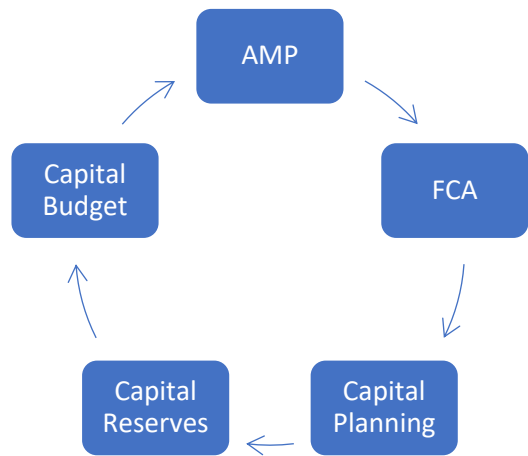 AMP
FCA
Capital
Planning
Capital
Reserves
Capital
Budget